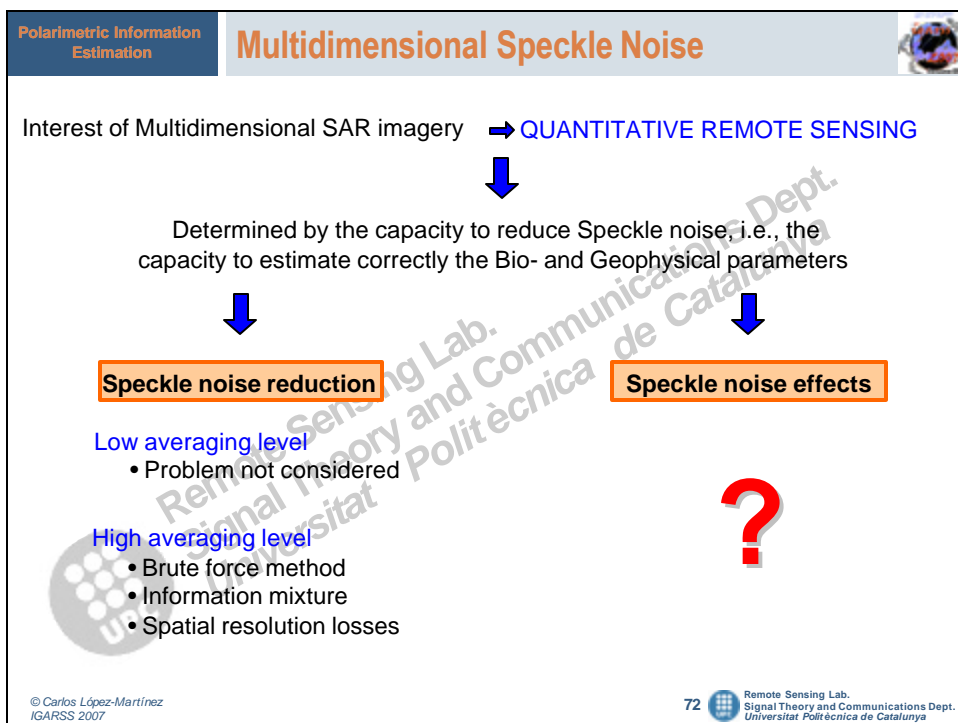 Polarimetric Information
Estimation
Multidimensional Speckle Noise
Interest of Multidimensional SAR imagery
QUANTITATIVE REMOTE SENSING
Determined by the capacity to reduce Speckle noise, i.e., the
capacity to estimate correctly the Bio- and Geophysical parameters
Speckle noise reduction
Speckle noise effects
Low averaging level
• Problem not considered
High averaging level
• Brute force method
• Information mixture
• Spatial resolution losses
?
Remote Sensing Lab.
Signal Theory and Communications Dept.
Universitat Politècnica de Catalunya
UPC
© Carlos López-Martínez
IGARSS 2007
72
Remote Sensing Lab.
Signal Theory and Communications Dept.
Universitat Politècnica de Catalunya